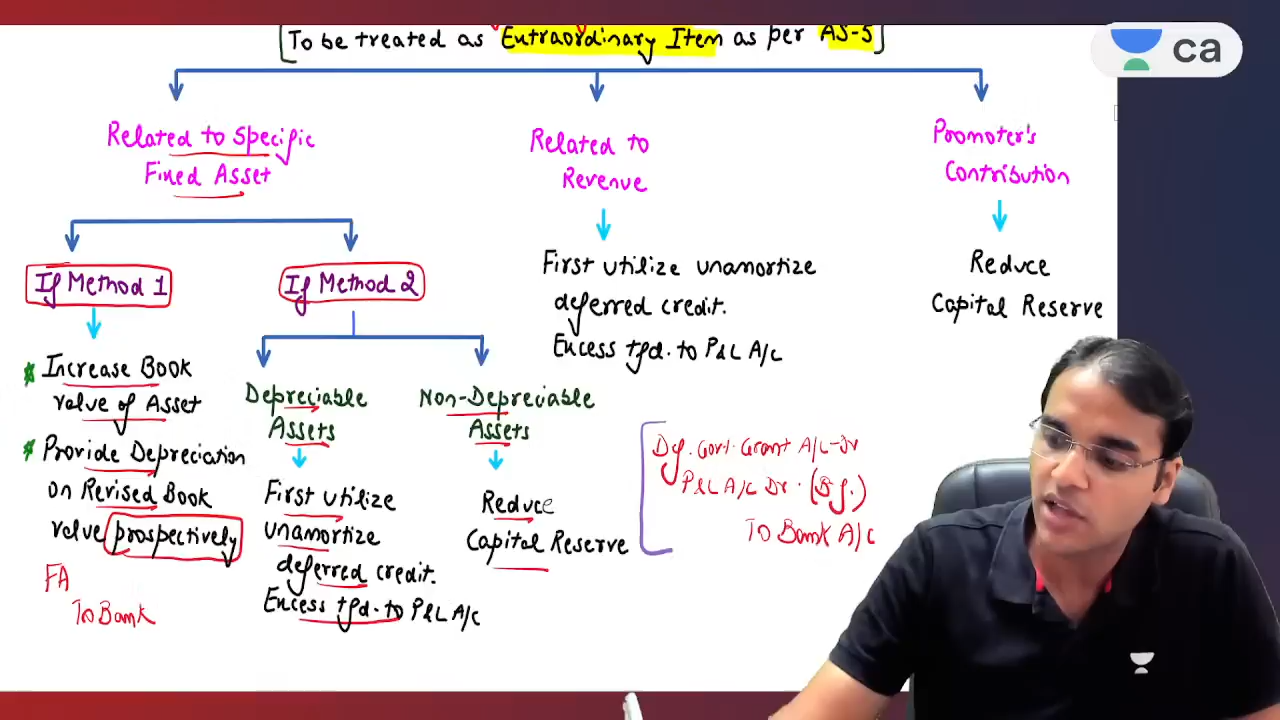 [To be treated as Extraordinary Item as per AS-5]
ca
Related to Specific
Fixed Asset
Related to
Revenue
Promoter's
Contribution
If Method 1
If Method 2
First utilize unamortize
deferred credit.
Excess tfd. to P&L A/c
Reduce
Capital Reserve
* Increase Book
value of Asset
* Provide Depreciation
on Revised Book
value prospectively
FA
To Bank
Depreciable
Assets
First utilize
unamortize
deferred credit.
Excess tfd. to P&L A/c
Non-Depreciable
Assets
Reduce
Capital Reserve
Def. Govt. Grant A/c-Dr
P&L A/c Dr. (B.f.)
To Bank A/c